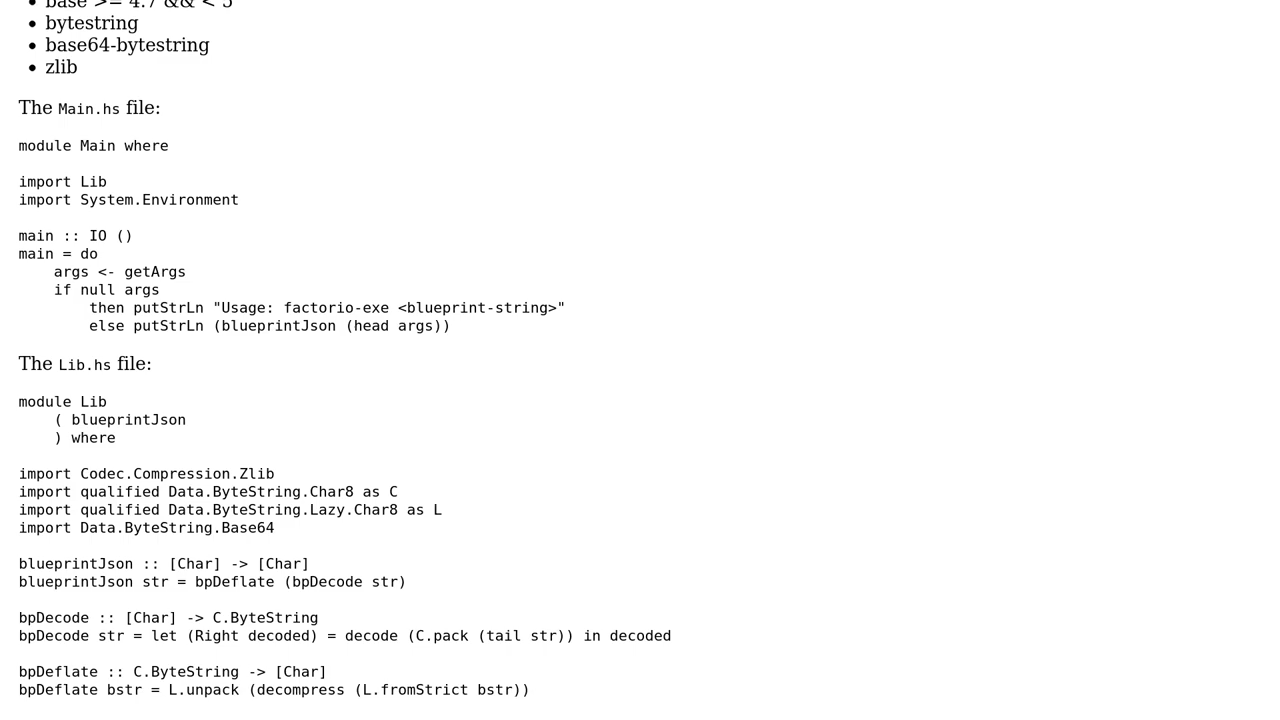 • base >= 4.7 && < 5
• bytestring
• base64-bytestring
• zlib
The Main.hs file:
module Main where
import Lib
import System.Environment
main :: IO ()
main = do
    args <- getArgs
    if null args
        then putStrLn "Usage: factorio-exe <blueprint-string>"
        else putStrLn (blueprintJson (head args))
The Lib.hs file:
module Lib
    ( blueprintJson
    ) where
import Codec.Compression.Zlib
import qualified Data.ByteString.Char8 as C
import qualified Data.ByteString.Lazy.Char8 as L
import Data.ByteString.Base64
blueprintJson :: [Char] -> [Char]
blueprintJson str = bpDeflate (bpDecode str)
bpDecode :: [Char] -> C.ByteString
bpDecode str = let (Right decoded) = decode (C.pack (tail str)) in decoded
bpDeflate :: C.ByteString -> [Char]
bpDeflate bstr = L.unpack (decompress (L.fromStrict bstr))